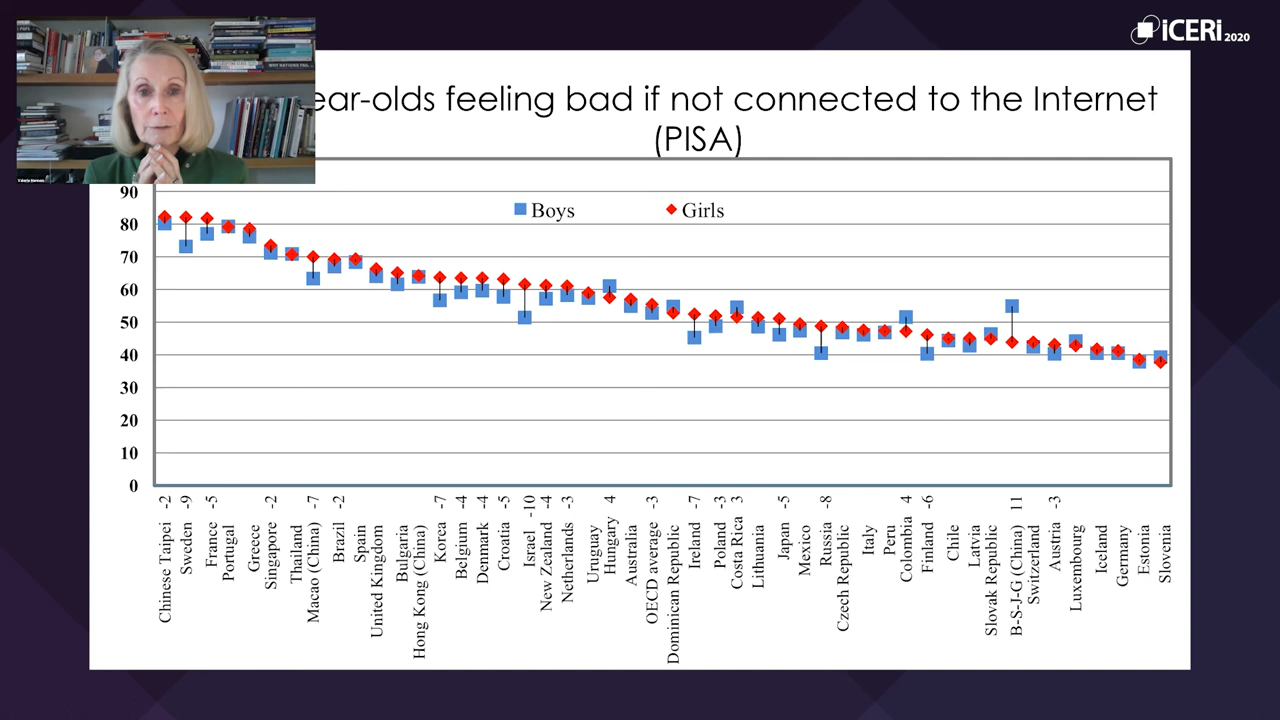 iCERi 2020
WHY NATIONS FAIL
ear-olds feeling bad if not connected to the Internet
(PISA)
90
80
70
60
50
40
30
20
10
0
Boys
Girls
Chinese Taipei -2
Sweden -9
France -5
Portugal
Greece
Singapore -2
Thailand
Macao (China) -7
Brazil -2
Spain
United Kingdom
Bulgaria
Hong Kong (China)
Korea -7
Belgium -4
Denmark -4
Croatia -5
Israel -10
New Zealand -4
Netherlands -3
Uruguay
Hungary 4
Australia
OECD average -3
Dominican Republic
Ireland -7
Poland -3
Costa Rica 3
Lithuania
Japan -5
Mexico
Russia -8
Czech Republic
Italy
Peru
Colombia 4
Finland -6
Chile
Latvia
Slovak Republic
B-S-J-G (China) 11
Switzerland
Austria -3
Luxembourg
Iceland
Germany
Estonia
Slovenia